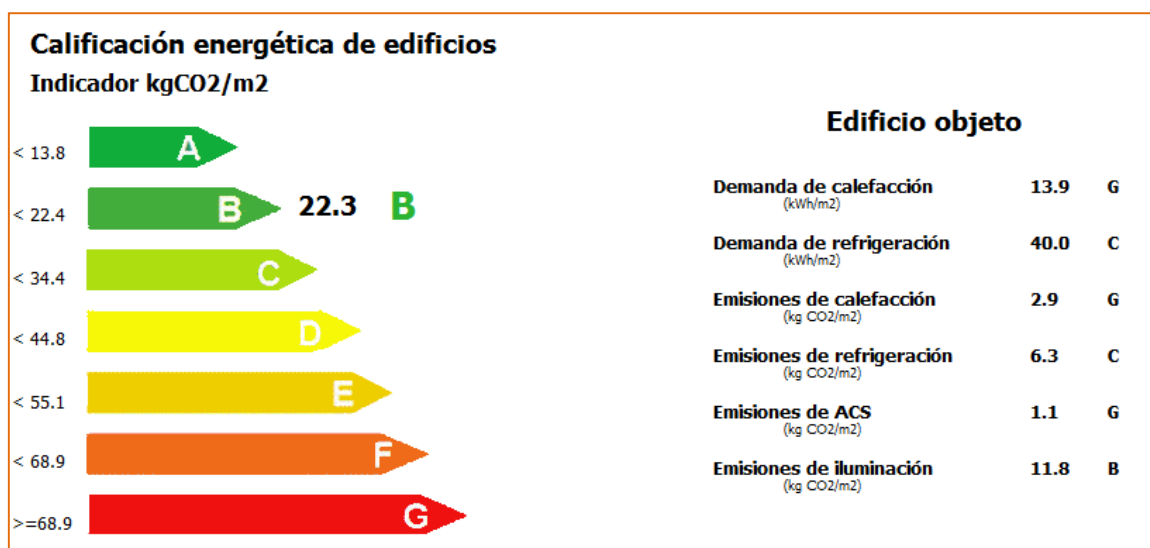 Calificación energética de edificios
Indicador kgCO2/m2
< 13.8 A
< 22.4 B 22.3 B
< 34.4 C
< 44.8 D
< 55.1 E
< 68.9 F
>=68.9 G
Edificio objeto
Demanda de calefacción 13.9 G
(kWh/m2)
Demanda de refrigeración 40.0 C
(kWh/m2)
Emisiones de calefacción 2.9 G
(kg CO2/m2)
Emisiones de refrigeración 6.3 C
(kg CO2/m2)
Emisiones de ACS 1.1 G
(kg CO2/m2)
Emisiones de iluminación 11.8 B
(kg CO2/m2)